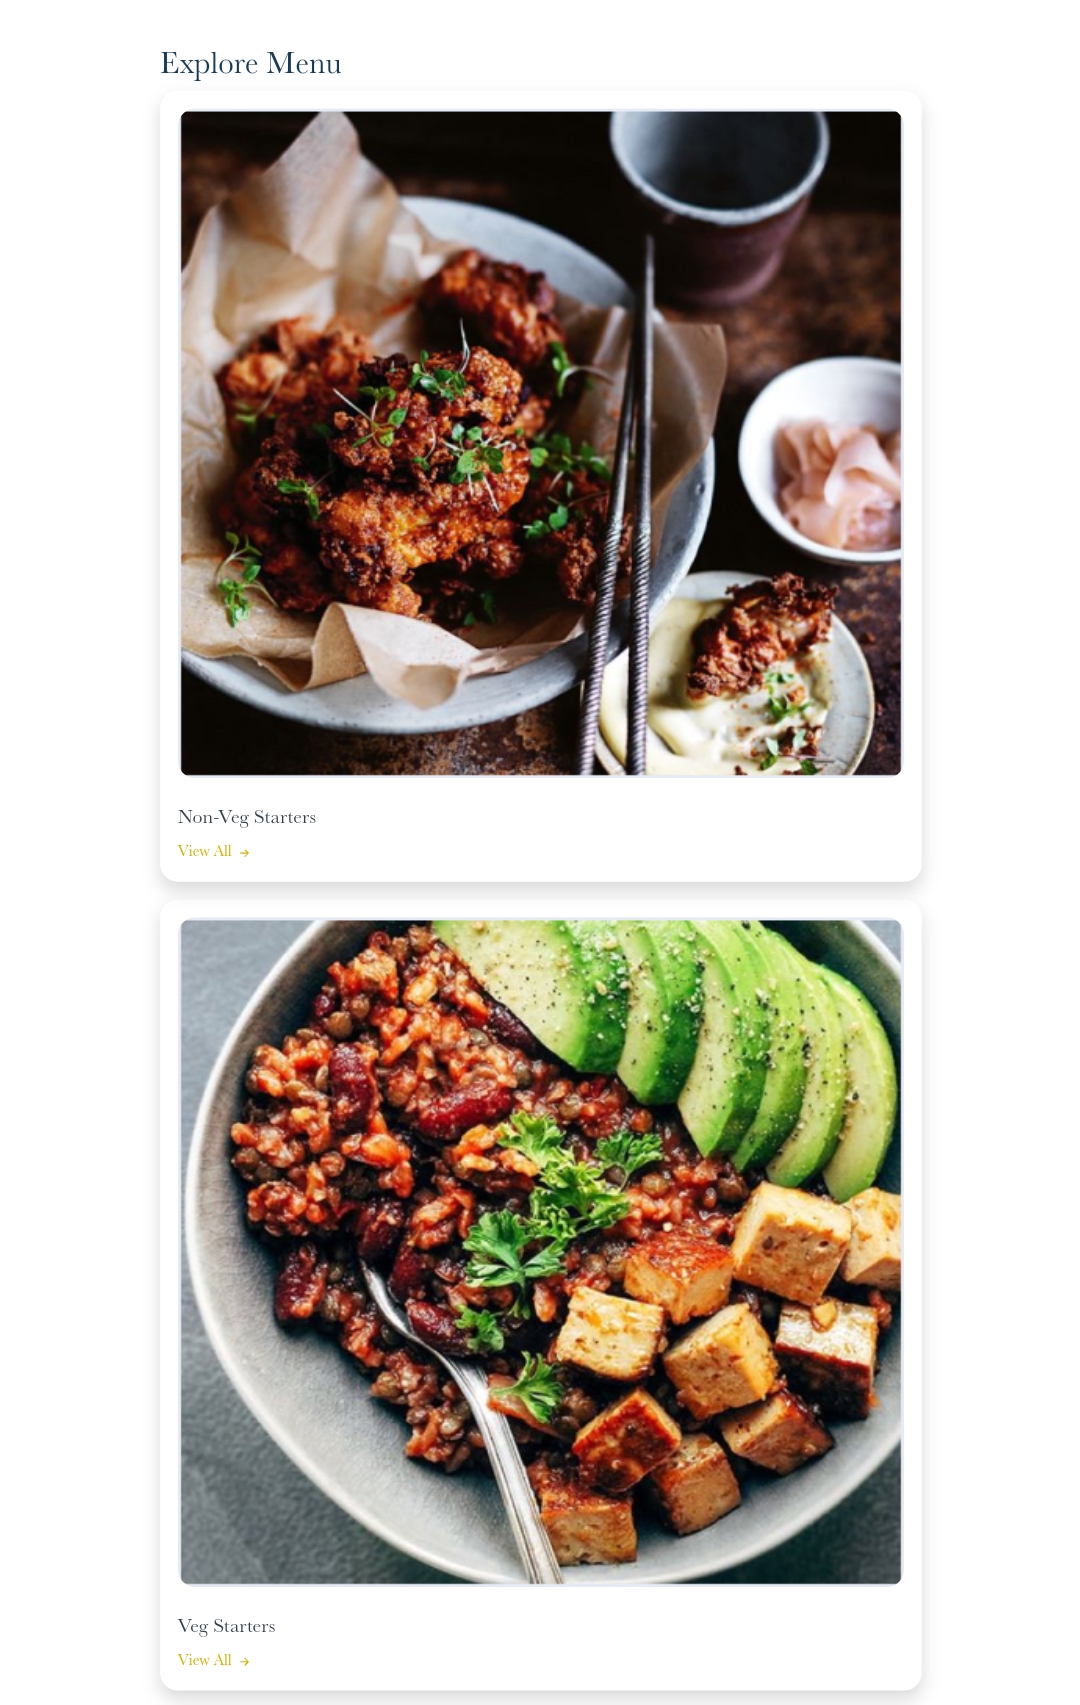 Explore Menu
Non-Veg Starters
View All →
Veg Starters
View All →